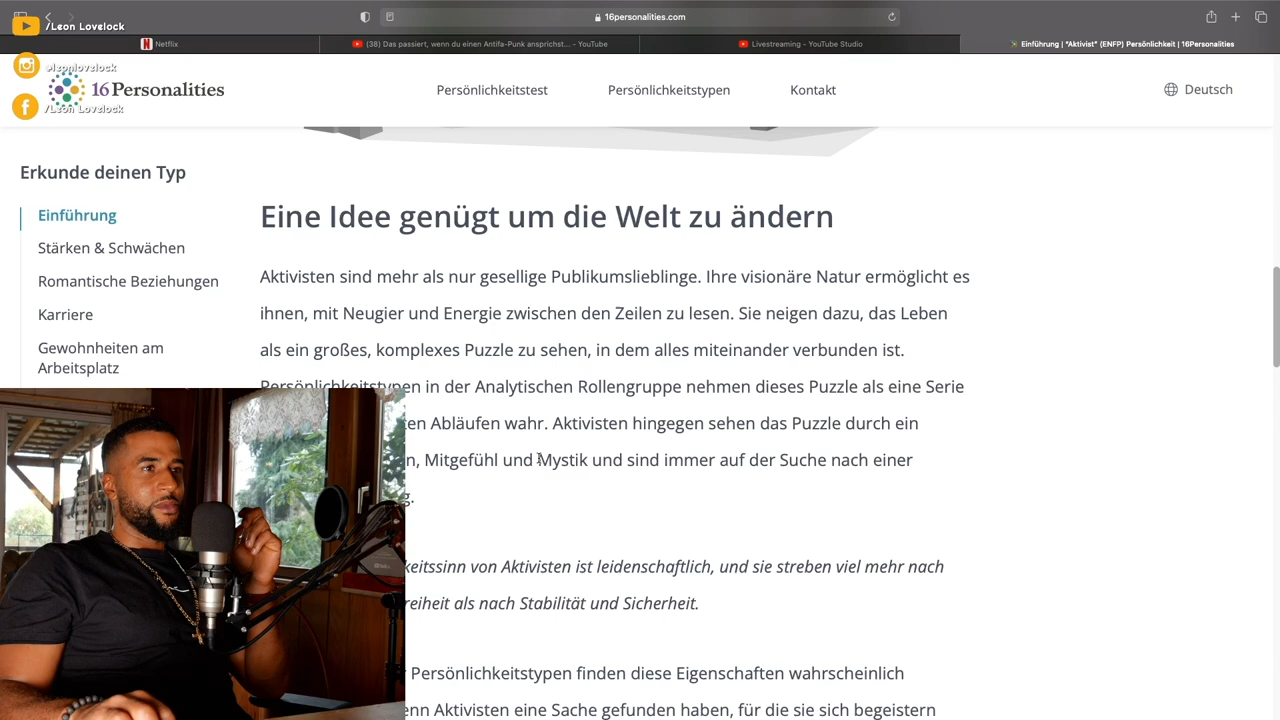 /Leon Lovelock
16personalities.com
Netflix
(38) Das passiert, wenn du einen Antifa-Punk ansprichst... - YouTube
Livestreaming - YouTube Studio
Einführung | "Aktivist" (ENFP) Persönlichkeit | 16Personalities
@leonlovelock
16Personalities
Persönlichkeitstest
Persönlichkeitstypen
Kontakt
Deutsch
/Leon Lovelock
Erkunde deinen Typ
Einführung
Stärken & Schwächen
Romantische Beziehungen
Karriere
Gewohnheiten am
Arbeitsplatz
Eine Idee genügt um die Welt zu ändern
Aktivisten sind mehr als nur gesellige Publikumslieblinge. Ihre visionäre Natur ermöglicht es
ihnen, mit Neugier und Energie zwischen den Zeilen zu lesen. Sie neigen dazu, das Leben
als ein großes, komplexes Puzzle zu sehen, in dem alles miteinander verbunden ist.
Persönlichkeitstypen in der Analytischen Rollengruppe nehmen dieses Puzzle als eine Serie
ten Abläufen wahr. Aktivisten hingegen sehen das Puzzle durch ein
n, Mitgefühl und Mystik und sind immer auf der Suche nach einer
g.
keitssinn von Aktivisten ist leidenschaftlich, und sie streben viel mehr nach
reiheit als nach Stabilität und Sicherheit.
Persönlichkeitstypen finden diese Eigenschaften wahrscheinlich
enn Aktivisten eine Sache gefunden haben, für die sie sich begeistern